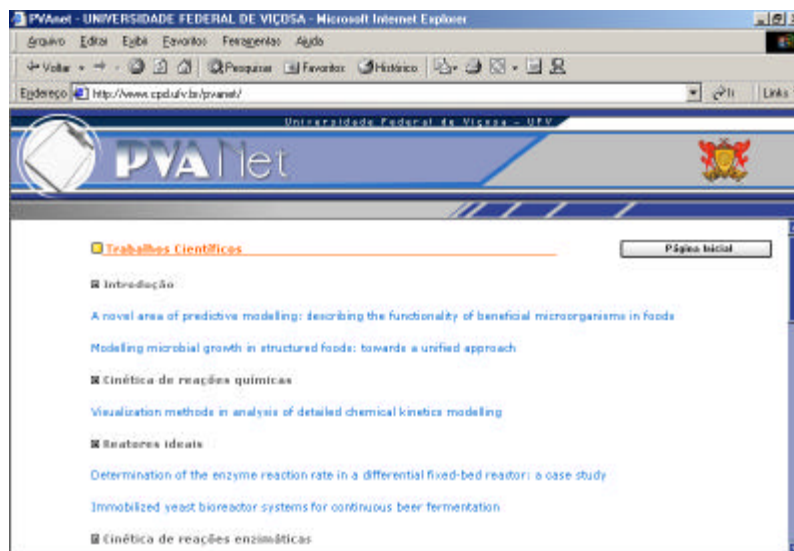 PVAnet - UNIVERSIDADE FEDERAL DE VIÇOSA - Microsoft Internet Explorer
Arquivo Editar Exibir Favoritos Ferramentas Ajuda
Voltar Pesquisar Favoritos Histórico
Endereço http://www.cpd.ufv.br/pvanet/ Ir Links
Universidade Federal de Viçosa - UFV
PVANet
Trabalhos Científicos
Página Inicial
Introdução
A novel area of predictive modelling: describing the functionality of beneficial microorganisms in foods
Modelling microbial growth in structured foods: towards a unified approach
Cinética de reações químicas
Visualization methods in analysis of detailed chemical kinetics modelling
Reatores ideais
Determination of the enzyme reaction rate in a differential fixed-bed reactor: a case study
Immobilized yeast bioreactor systems for continuous beer fermentation
Cinética de reações enzimáticas